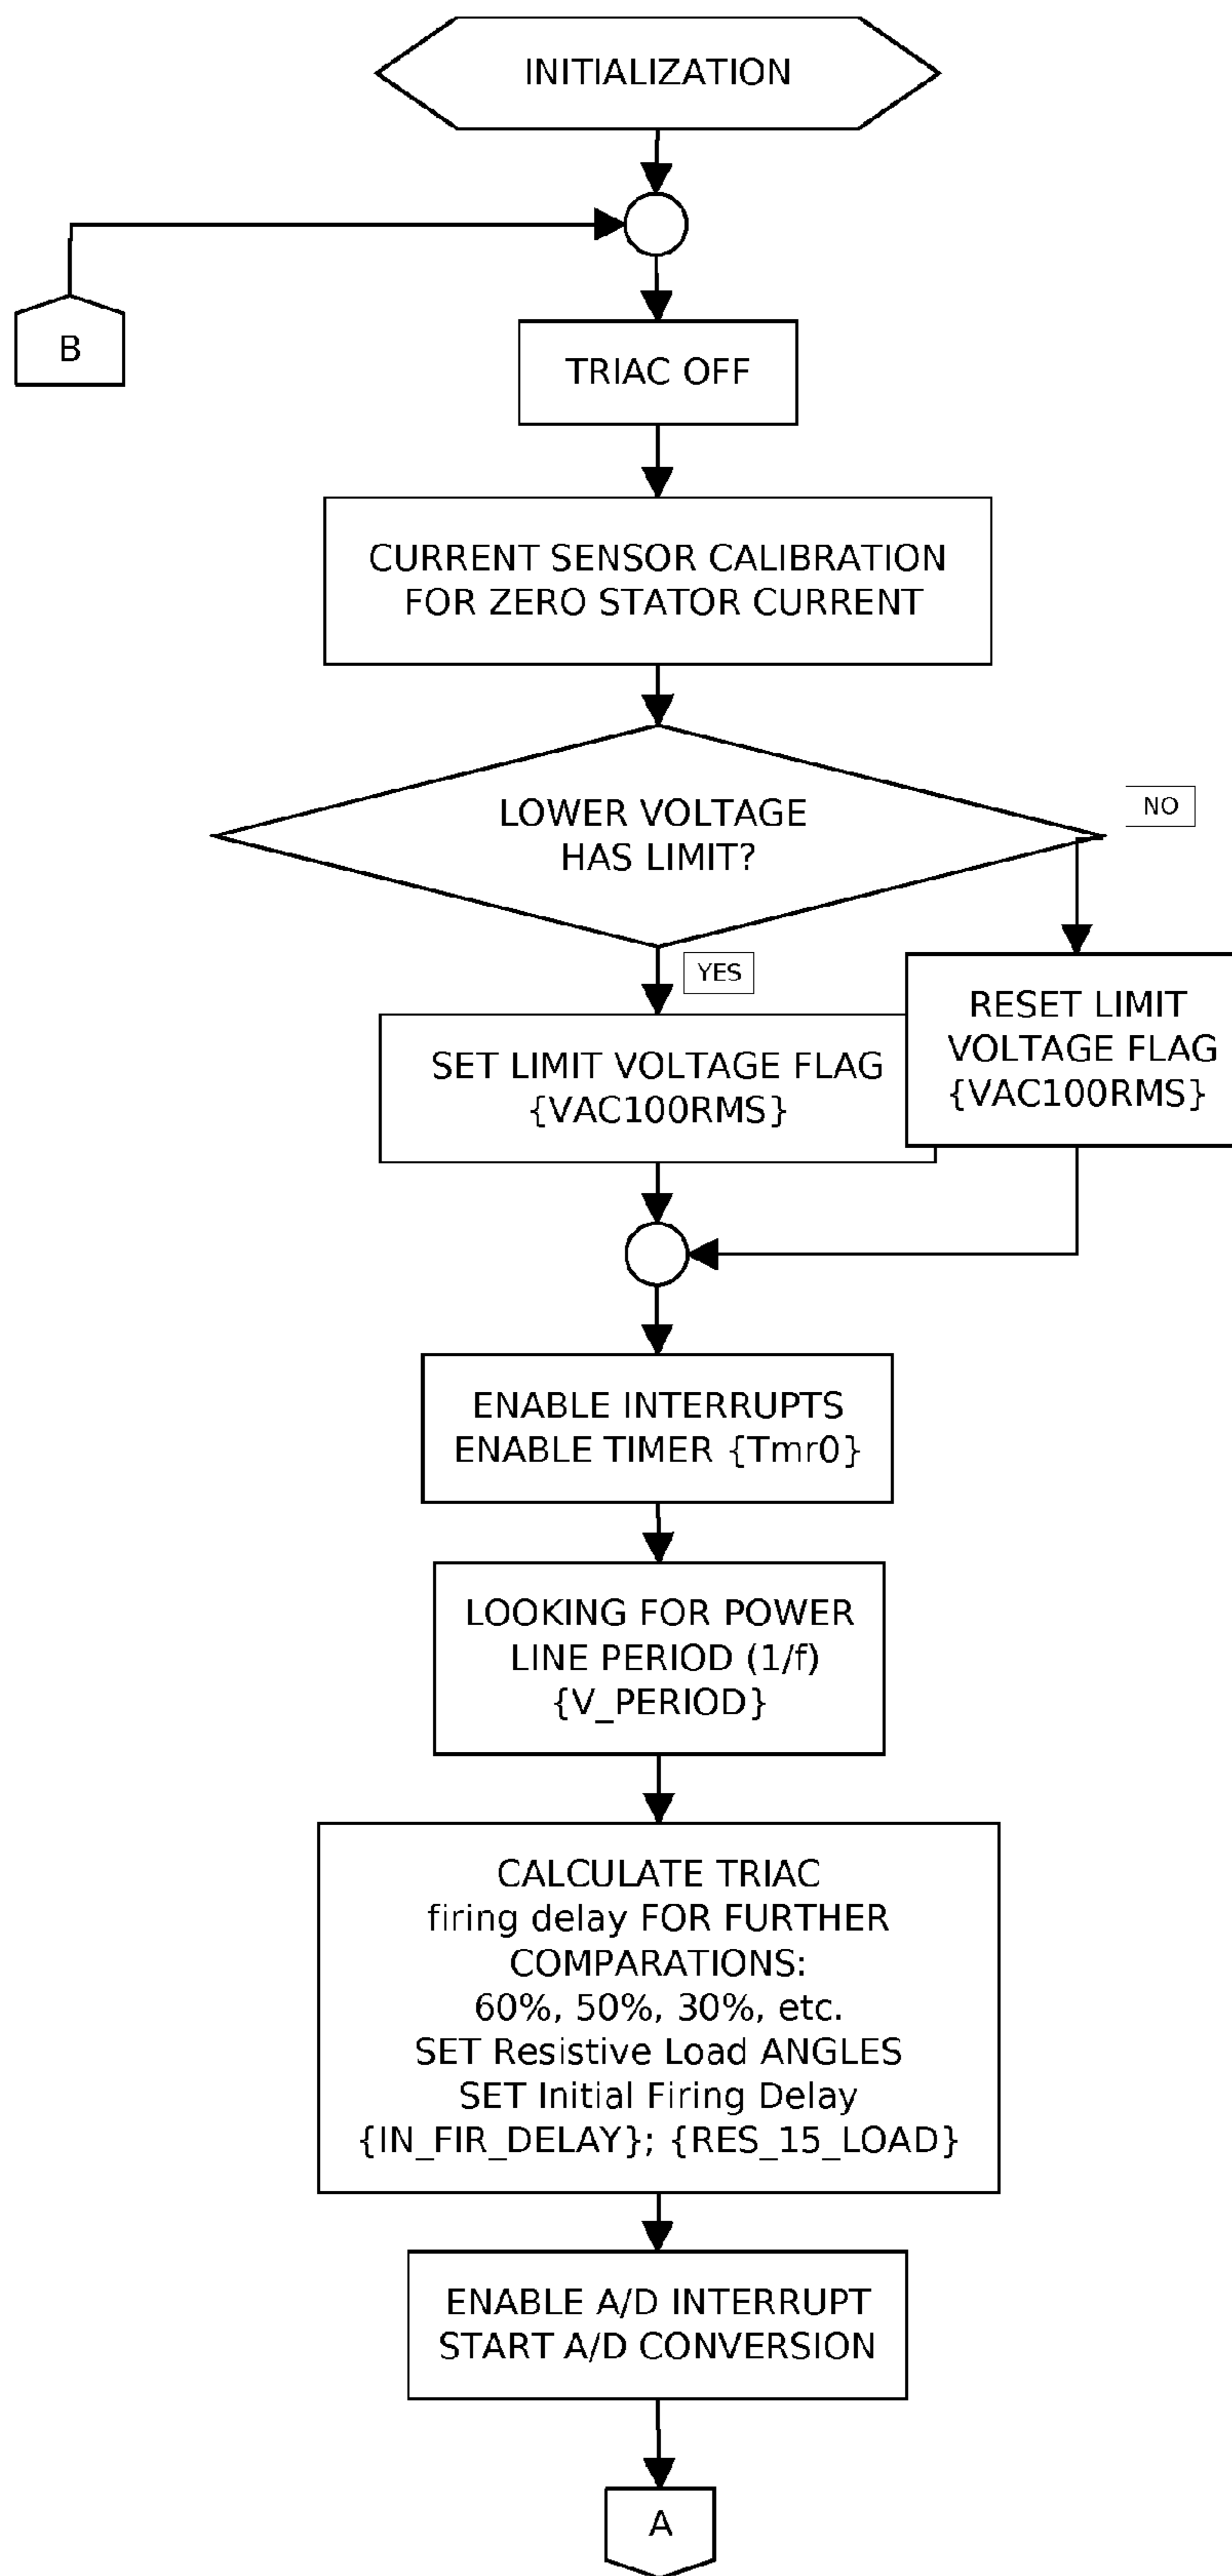 INITIALIZATION
B
TRIAC OFF
CURRENT SENSOR CALIBRATION
FOR ZERO STATOR CURRENT
LOWER VOLTAGE
HAS LIMIT?
NO
YES
SET LIMIT VOLTAGE FLAG
{VAC100RMS}
RESET LIMIT
VOLTAGE FLAG
{VAC100RMS}
ENABLE INTERRUPTS
ENABLE TIMER {Tmr0}
LOOKING FOR POWER
LINE PERIOD (1/f)
{V_PERIOD}
CALCULATE TRIAC
firing delay FOR FURTHER
COMPARATIONS:
60%, 50%, 30%, etc.
SET Resistive Load ANGLES
SET Initial Firing Delay
{IN_FIR_DELAY}; {RES_15_LOAD}
ENABLE A/D INTERRUPT
START A/D CONVERSION
A